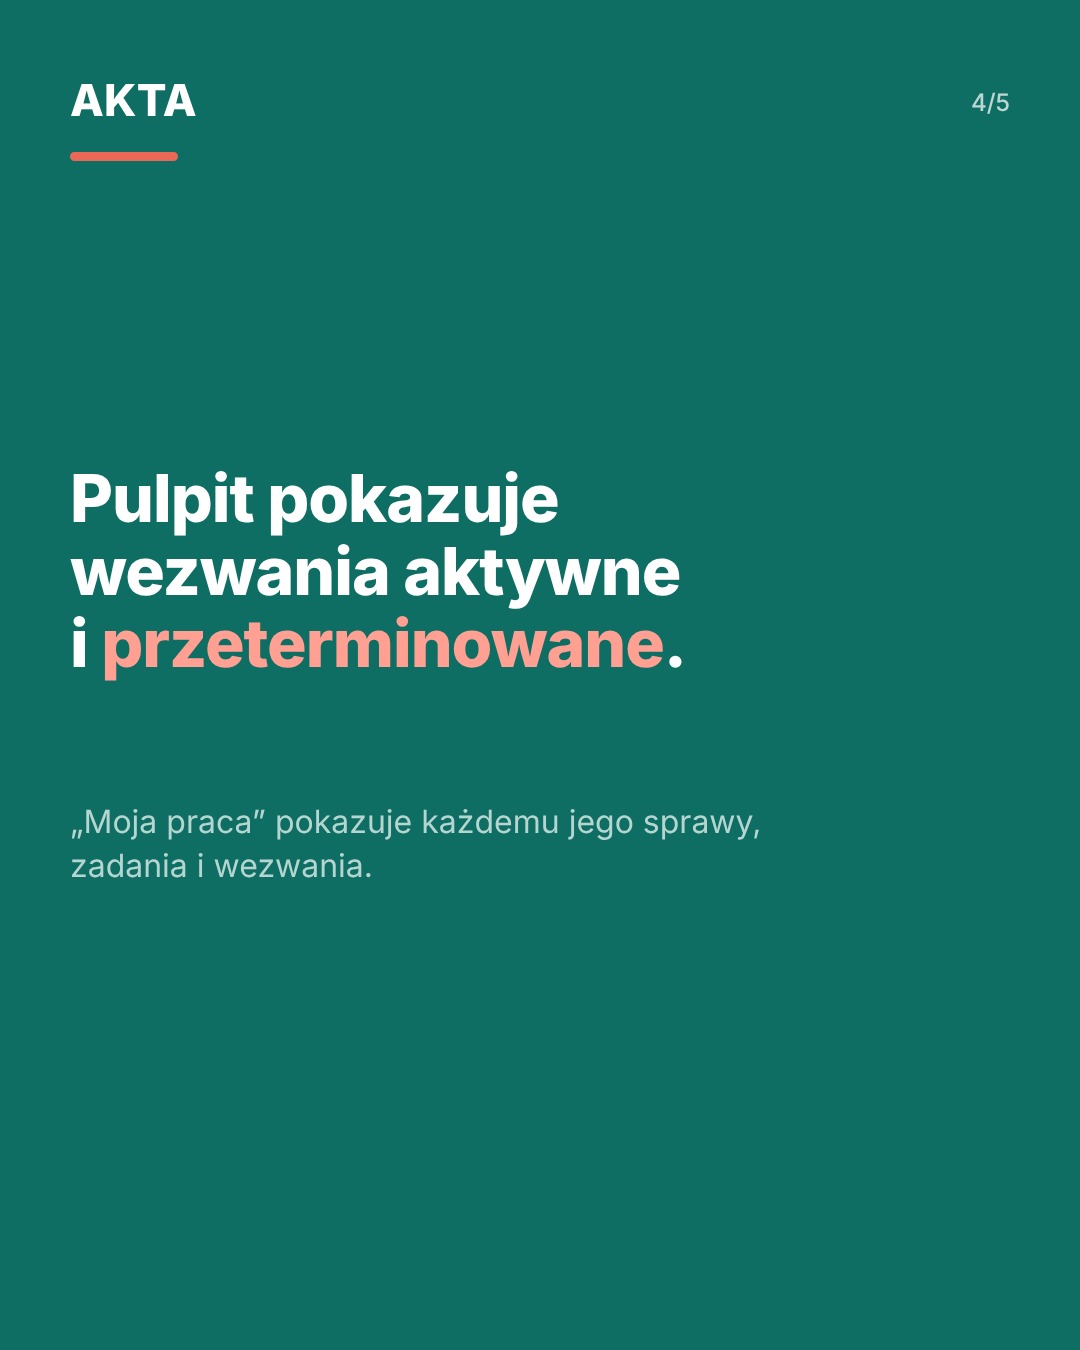 AKTA
4/5
Pulpit pokazuje
wezwania aktywne
i przeterminowane.
„Moja praca” pokazuje każdemu jego sprawy,
zadania i wezwania.